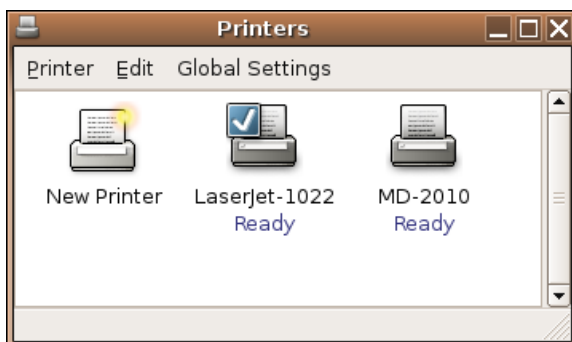 Printers
Printer Edit Global Settings
New Printer LaserJet-1022 MD-2010
Ready Ready